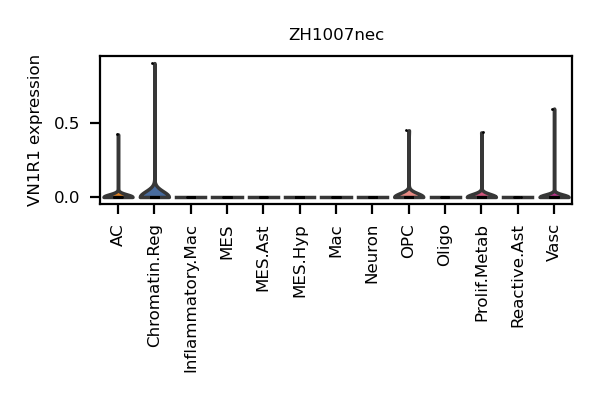 ZH1007nec
VN1R1 expression
0.5
0.0
AC
Chromatin.Reg
Inflammatory.Mac
MES
MES.Ast
MES.Hyp
Mac
Neuron
OPC
Oligo
Prolif.Metab
Reactive.Ast
Vasc